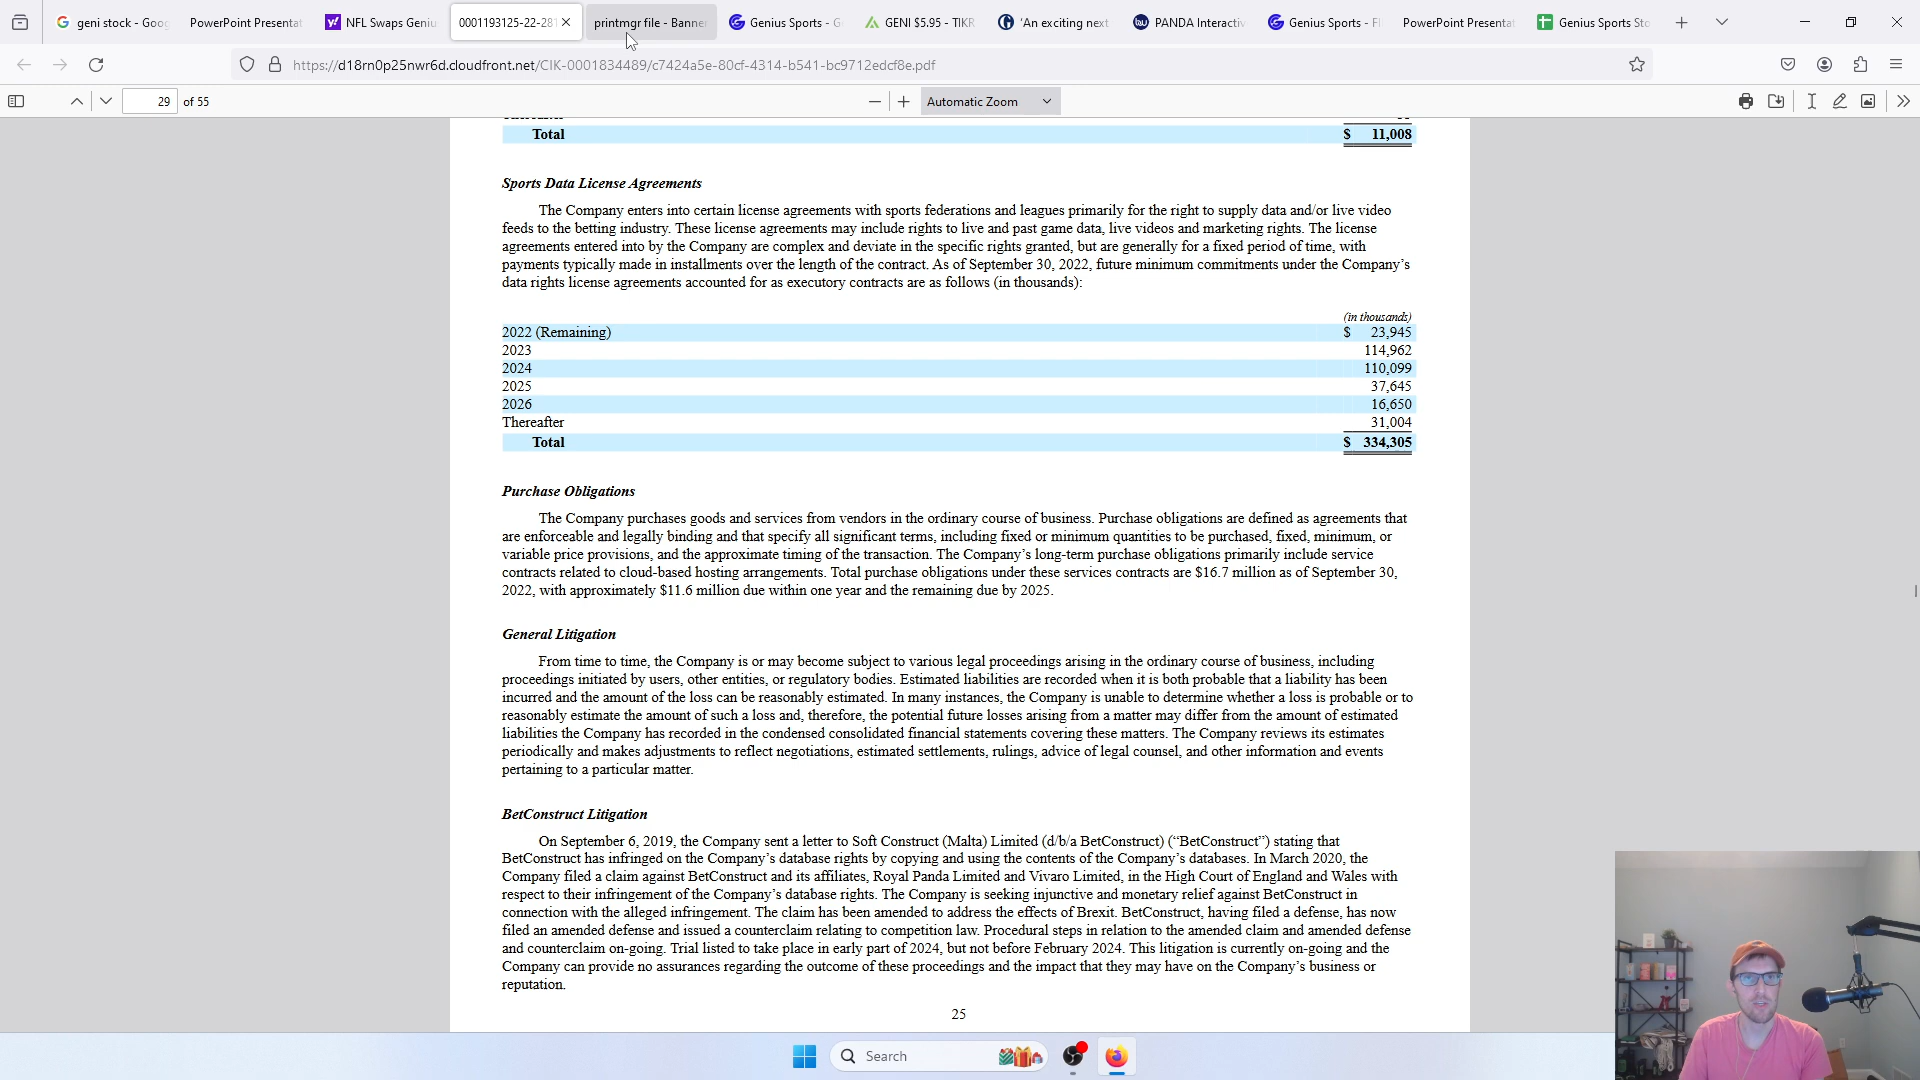 geni stock - Goog
PowerPoint Presentat
NFL Swaps Geniu
0001193125-22-281
printmgr file - Banner
Genius Sports - G
GENI $5.95 - TIKR
'An exciting next
PANDA Interactiv
Genius Sports - Fi
PowerPoint Presentat
Genius Sports Sto
https://d18rn0p25nwr6d.cloudfront.net/CIK-0001834489/c7424a5e-80cf-4314-b541-bc9712edcf8e.pdf
29 of 55
Automatic Zoom
Total $ 11,008
Sports Data License Agreements
The Company enters into certain license agreements with sports federations and leagues primarily for the right to supply data and/or live video
feeds to the betting industry. These license agreements may include rights to live and past game data, live videos and marketing rights. The license
agreements entered into by the Company are complex and deviate in the specific rights granted, but are generally for a fixed period of time, with
payments typically made in installments over the length of the contract. As of September 30, 2022, future minimum commitments under the Company's
data rights license agreements accounted for as executory contracts are as follows (in thousands):
(in thousands)
2022 (Remaining) $ 23,945
2023 114,962
2024 110,099
2025 37,645
2026 16,650
Thereafter 31,004
Total $ 334,305
Purchase Obligations
The Company purchases goods and services from vendors in the ordinary course of business. Purchase obligations are defined as agreements that
are enforceable and legally binding and that specify all significant terms, including fixed or minimum quantities to be purchased, fixed, minimum, or
variable price provisions, and the approximate timing of the transaction. The Company's long-term purchase obligations primarily include service
contracts related to cloud-based hosting arrangements. Total purchase obligations under these services contracts are $16.7 million as of September 30,
2022, with approximately $11.6 million due within one year and the remaining due by 2025.
General Litigation
From time to time, the Company is or may become subject to various legal proceedings arising in the ordinary course of business, including
proceedings initiated by users, other entities, or regulatory bodies. Estimated liabilities are recorded when it is both probable that a liability has been
incurred and the amount of the loss can be reasonably estimated. In many instances, the Company is unable to determine whether a loss is probable or to
reasonably estimate the amount of such a loss and, therefore, the potential future losses arising from a matter may differ from the amount of estimated
liabilities the Company has recorded in the condensed consolidated financial statements covering these matters. The Company reviews its estimates
periodically and makes adjustments to reflect negotiations, estimated settlements, rulings, advice of legal counsel, and other information and events
pertaining to a particular matter.
BetConstruct Litigation
On September 6, 2019, the Company sent a letter to Soft Construct (Malta) Limited (d/b/a BetConstruct) ("BetConstruct") stating that
BetConstruct has infringed on the Company's database rights by copying and using the contents of the Company's databases. In March 2020, the
Company filed a claim against BetConstruct and its affiliates, Royal Panda Limited and Vivaro Limited, in the High Court of England and Wales with
respect to their infringement of the Company's database rights. The Company is seeking injunctive and monetary relief against BetConstruct in
connection with the alleged infringement. The claim has been amended to address the effects of Brexit. BetConstruct, having filed a defense, has now
filed an amended defense and issued a counterclaim relating to competition law. Procedural steps in relation to the amended claim and amended defense
and counterclaim on-going. Trial listed to take place in early part of 2024, but not before February 2024. This litigation is currently on-going and the
Company can provide no assurances regarding the outcome of these proceedings and the impact that they may have on the Company's business or
reputation.
25
Search